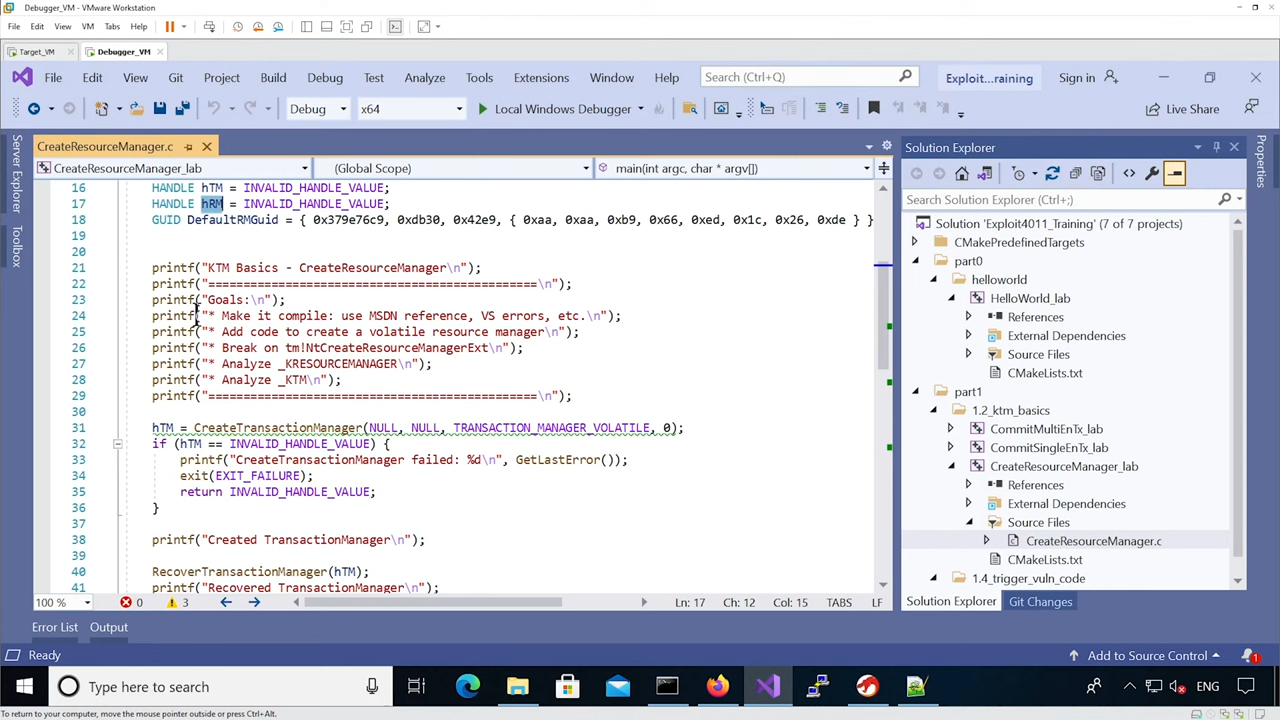 Debugger_VM - VMware Workstation
File Edit View VM Tabs Help
Target_VM Debugger_VM
File Edit View Git Project Build Debug Test Analyze Tools Extensions Window Help Search (Ctrl+Q) Exploit...raining Sign in
Debug x64 Local Windows Debugger Live Share
Server Explorer
Toolbox
CreateResourceManager.c
CreateResourceManager_lab (Global Scope) main(int argc, char * argv[])
16 HANDLE hTM = INVALID_HANDLE_VALUE;
17 HANDLE hRM = INVALID_HANDLE_VALUE;
18 GUID DefaultRMGuid = { 0x379e76c9, 0xdb30, 0x42e9, { 0xaa, 0xaa, 0xb9, 0x66, 0xed, 0x1c, 0x26, 0xde } }
19
20
21 printf("KTM Basics - CreateResourceManager\n");
22 printf("=====================================\n");
23 printf("Goals:\n");
24 printf("* Make it compile: use MSDN reference, VS errors, etc.\n");
25 printf("* Add code to create a volatile resource manager\n");
26 printf("* Break on tm!NtCreateResourceManagerExt\n");
27 printf("* Analyze _KRESOURCEMANAGER\n");
28 printf("* Analyze _KTM\n");
29 printf("=====================================\n");
30
31 hTM = CreateTransactionManager(NULL, NULL, TRANSACTION_MANAGER_VOLATILE, 0);
32 if (hTM == INVALID_HANDLE_VALUE) {
33 printf("CreateTransactionManager failed: %d\n", GetLastError());
34 exit(EXIT_FAILURE);
35 return INVALID_HANDLE_VALUE;
36 }
37
38 printf("Created TransactionManager\n");
39
40 RecoverTransactionManager(hTM);
41 printf("Recovered TransactionManager\n");
100 % 0 3 Ln: 17 Ch: 12 Col: 15 TABS LF
Error List Output
Solution Explorer
Search Solution Explorer (Ctrl+;)
Solution 'Exploit4011_Training' (7 of 7 projects)
CMakePredefinedTargets
part0
helloworld
HelloWorld_lab
References
External Dependencies
Source Files
CMakeLists.txt
part1
1.2_ktm_basics
CommitMultiEnTx_lab
CommitSingleEnTx_lab
CreateResourceManager_lab
References
External Dependencies
Source Files
CreateResourceManager.c
CMakeLists.txt
1.4_trigger_vuln_code
Solution Explorer Git Changes
Properties
Ready Add to Source Control 1
Type here to search ENG
To return to your computer, move the mouse pointer outside or press Ctrl+Alt.